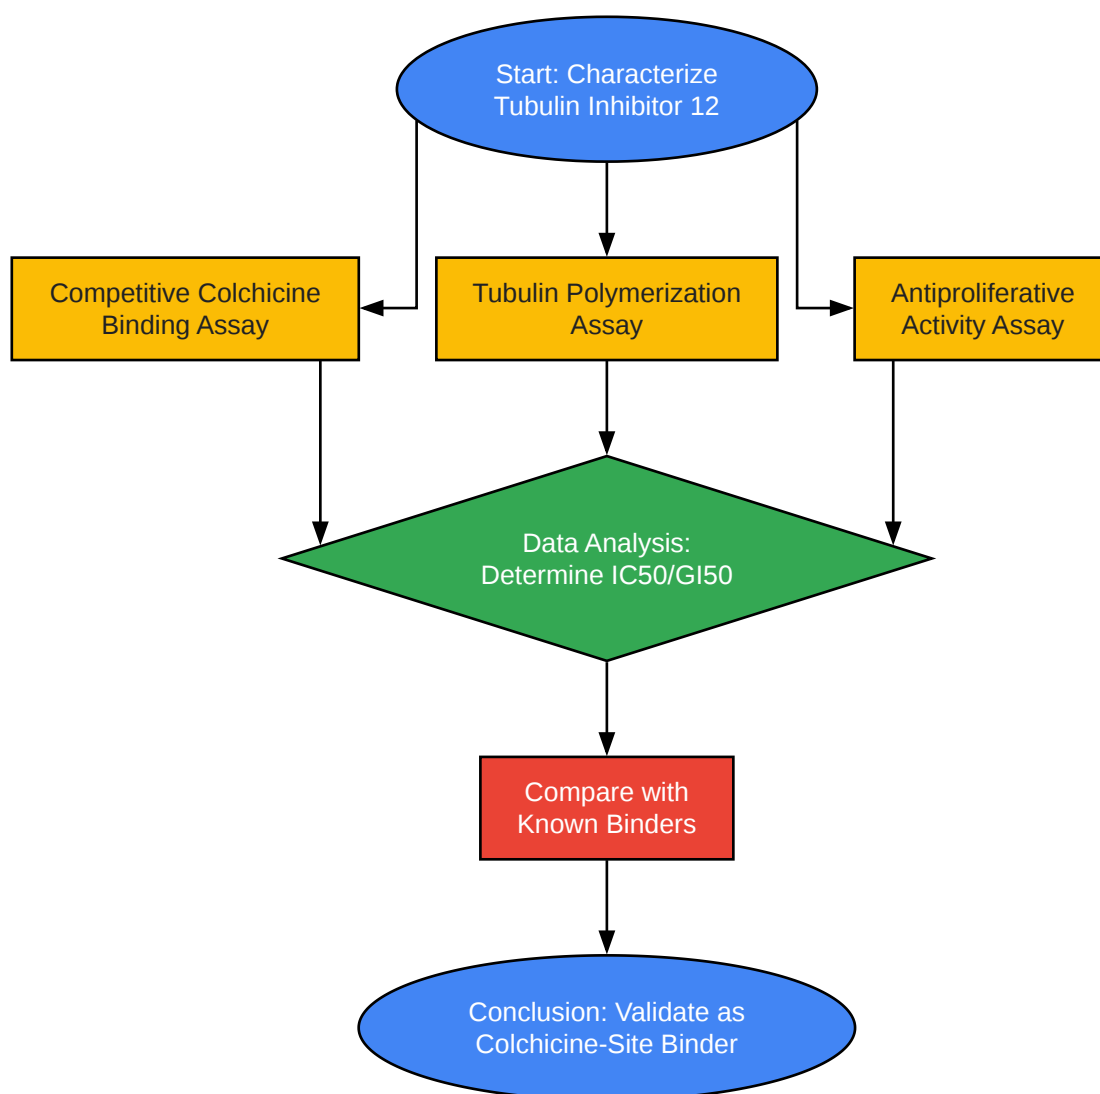 Start: Characterize
Tubulin Inhibitor 12
Competitive Colchicine
Binding Assay
Tubulin Polymerization
Assay
Antiproliferative
Activity Assay
Data Analysis:
Determine IC50/GI50
Compare with
Known Binders
Conclusion: Validate as
Colchicine-Site Binder